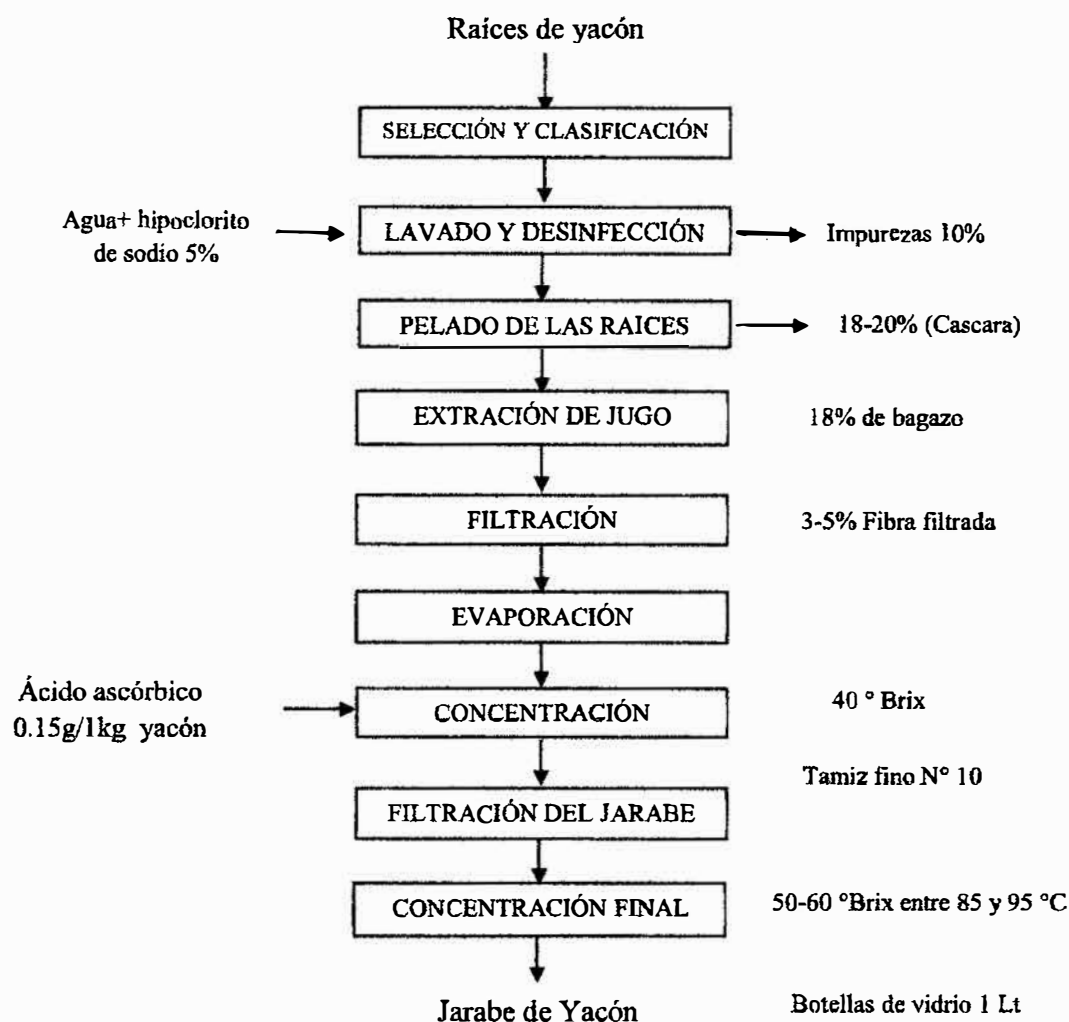 Raíces de yacón
SELECCIÓN Y CLASIFICACIÓN
Agua+ hipoclorito
de sodio 5%
LAVADO Y DESINFECCIÓN
Impurezas 10%
PELADO DE LAS RAICES
18-20% (Cascara)
EXTRACIÓN DE JUGO
18% de bagazo
FILTRACIÓN
3-5% Fibra filtrada
EVAPORACIÓN
Ácido ascórbico
0.15g/1kg yacón
CONCENTRACIÓN
40 ° Brix
Tamiz fino N° 10
FILTRACIÓN DEL JARABE
CONCENTRACIÓN FINAL
50-60 °Brix entre 85 y 95 °C
Jarabe de Yacón
Botellas de vidrio 1 Lt